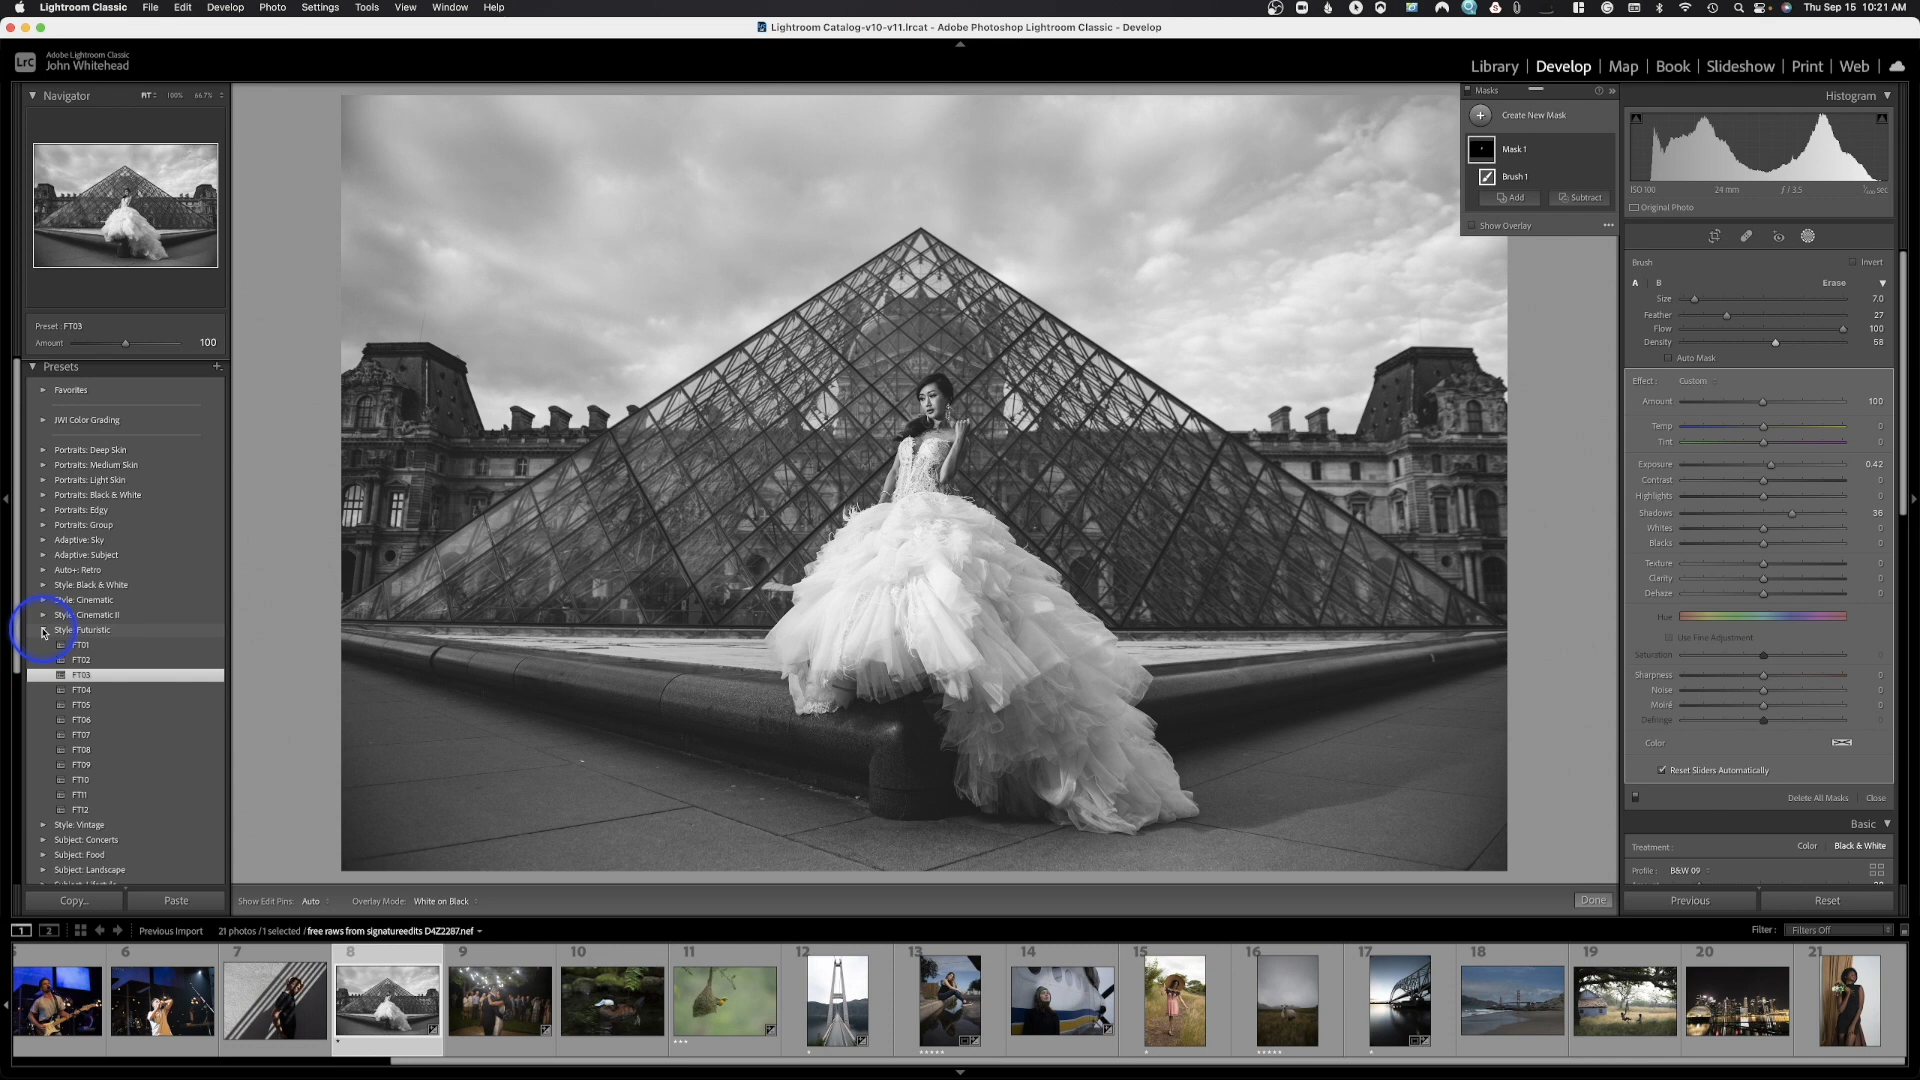 Lightroom Classic File Edit Develop Photo Settings Tools View Window Help Thu Sep 15 10:21 AM
Lightroom Catalog-v10-v11.lrcat - Adobe Photoshop Lightroom Classic - Develop
LrC Adobe Lightroom Classic
John Whitehead
Library | Develop | Map | Book | Slideshow | Print | Web
Navigator FIT 100% 66.7%
Preset : FT03
Amount 100
Presets
Favorites
JWI Color Grading
Portraits: Deep Skin
Portraits: Medium Skin
Portraits: Light Skin
Portraits: Black & White
Portraits: Edgy
Portraits: Group
Adaptive: Sky
Adaptive: Subject
Auto+: Retro
Style: Black & White
Style: Cinematic
Style: Cinematic II
Style: Futuristic
FT01
FT02
FT03
FT04
FT05
FT06
FT07
FT08
FT09
FT10
FT11
FT12
Style: Vintage
Subject: Concerts
Subject: Food
Subject: Landscape
Copy... Paste
Masks
Create New Mask
Mask 1
Brush 1
Add Subtract
Show Overlay
Histogram
ISO 100 24 mm f / 3.5 sec
Original Photo
Brush Invert
A B Erase
Size 7.0
Feather 27
Flow 100
Density 58
Auto Mask
Effect : Custom
Amount 100
Temp 0
Tint 0
Exposure 0.42
Contrast 0
Highlights 0
Shadows 36
Whites 0
Blacks 0
Texture 0
Clarity 0
Dehaze 0
Hue
Use Fine Adjustment
Saturation 0
Sharpness 0
Noise 0
Moiré 0
Defringe 0
Color
Reset Sliders Automatically
Delete All Masks Close
Basic
Treatment : Color Black & White
Profile : B&W 09
Previous Reset
Show Edit Pins: Auto Overlay Mode: White on Black Done
1 2 Previous Import 21 photos / 1 selected / free raws from signatureedits D4Z2287.nef Filter : Filters Off
6 7 8 9 10 11 12 13 14 15 16 17 18 19 20 21